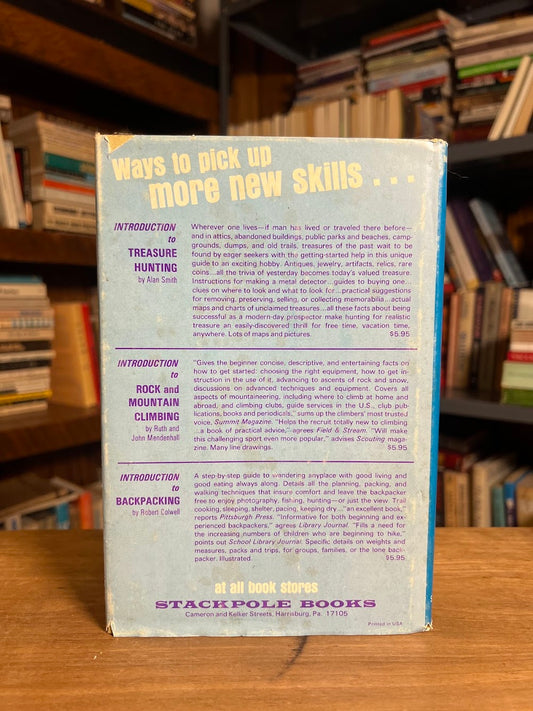 Ways to pick up
more new skills . . .
INTRODUCTION
to
TREASURE
HUNTING
by Alan Smith
Wherever one lives—if man has lived or traveled there before—
and in attics, abandoned buildings, public parks and beaches, camp-
grounds, dumps, and old trails, treasures of the past wait to be
found by eager seekers with the getting-started help in this unique
guide to an exciting hobby. Antiques, jewelry, artifacts, relics, rare
coins...all the trivia of yesterday becomes today's valued treasure.
Instructions for making a metal detector...guides to buying one...
clues on where to look and what to look for...practical suggestions
for removing, preserving, selling, or collecting memorabilia...actual
maps and charts of unclaimed treasures...all these facts about being
successful as a modern-day prospector make hunting for realistic
treasure an easily-discovered thrill for free time, vacation time,
anywhere. Lots of maps and pictures. $5.95
INTRODUCTION
to
ROCK and
MOUNTAIN
CLIMBING
by Ruth and
John Mendenhall
"Gives the beginner concise, descriptive, and entertaining facts on
how to get started: choosing the right equipment, how to get in-
struction in the use of it, advancing to ascents of rock and snow,
discussions on advanced techniques and equipment. Covers all
aspects of mountaineering, including where to climb at home and
abroad, and climbing clubs, guide services in the U.S., club publi-
cations, books and periodicals," sums up the climbers' most trusted
voice, Summit Magazine. "Helps the recruit totally new to climbing
...a book of practical advice," agrees Field & Stream. "Will make
this challenging sport even more popular," advises Scouting maga-
zine. Many line drawings. $5.95
INTRODUCTION
to
BACKPACKING
by Robert Colwell
A step-by-step guide to wandering anyplace with good living and
good eating always along. Details all the planning, packing, and
walking techniques that insure comfort and leave the backpacker
free to enjoy photography, fishing, hunting—or just the view. Trail
cooking, sleeping, shelter, pacing, keeping dry..."an excellent book,"
reports Pittsburgh Press. "Informative for both beginning and ex-
perienced backpackers," agrees Library Journal. "Fills a need for
the increasing numbers of children who are beginning to hike,"
points out School Library Journal. Specific details on weights and
measures, packs and trips, for groups, families, or the lone back-
packer. Illustrated. $5.95
at all book stores
STACKPOLE BOOKS
Cameron and Kelker Streets, Harrisburg, Pa. 17105
Printed in USA